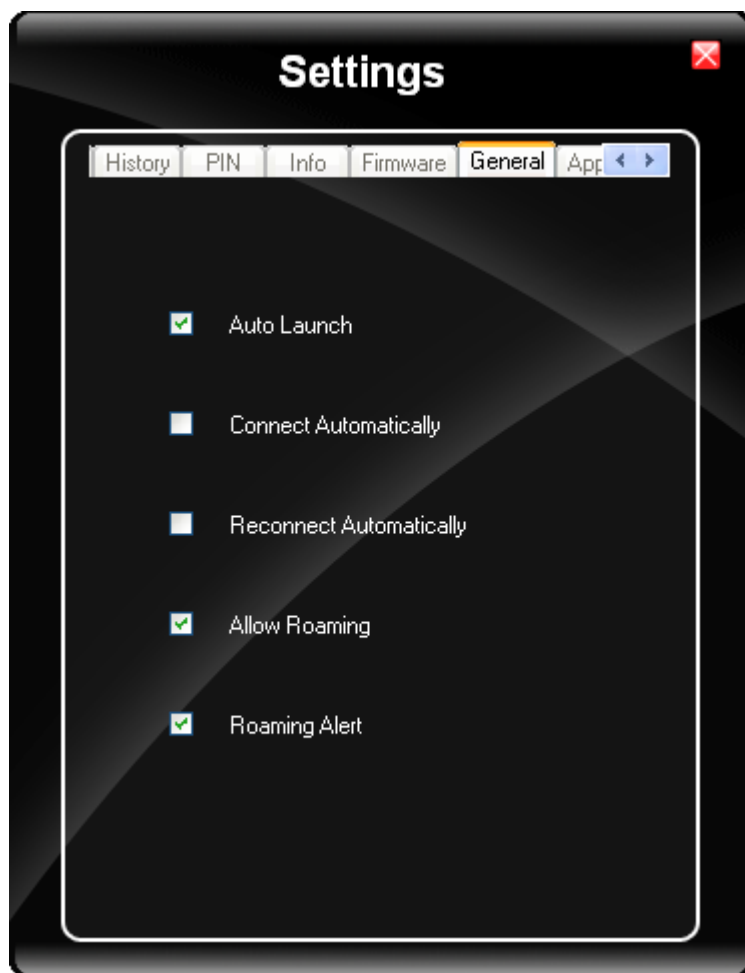 Settings
History PIN Info Firmware General
Auto Launch
Connect Automatically
Reconnect Automatically
Allow Roaming
Roaming Alert